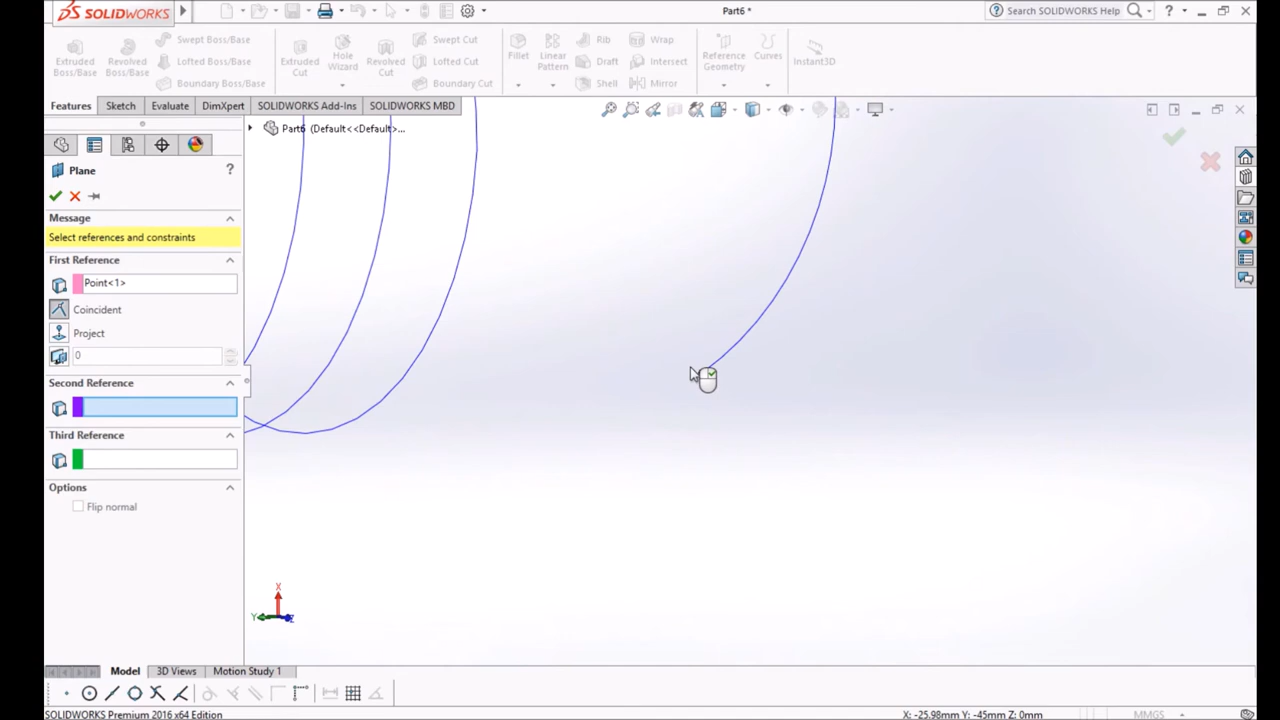 SOLIDWORKS
Part6 *
Search SOLIDWORKS Help
?
Extruded Boss/Base
Revolved Boss/Base
Swept Boss/Base
Lofted Boss/Base
Boundary Boss/Base
Extruded Cut
Hole Wizard
Revolved Cut
Swept Cut
Lofted Cut
Boundary Cut
Fillet
Linear Pattern
Rib
Draft
Shell
Wrap
Intersect
Mirror
Reference Geometry
Curves
Instant3D
Features Sketch Evaluate DimXpert SOLIDWORKS Add-Ins SOLIDWORKS MBD
Part6 (Default<<Default>...
Plane ?
Message
Select references and constraints
First Reference
Point<1>
Coincident
Project
0
Second Reference
Third Reference
Options
Flip normal
X
Y Z
Model 3D Views Motion Study 1
SOLIDWORKS Premium 2016 x64 Edition X: -25.98mm Y: -45mm Z: 0mm MMGS